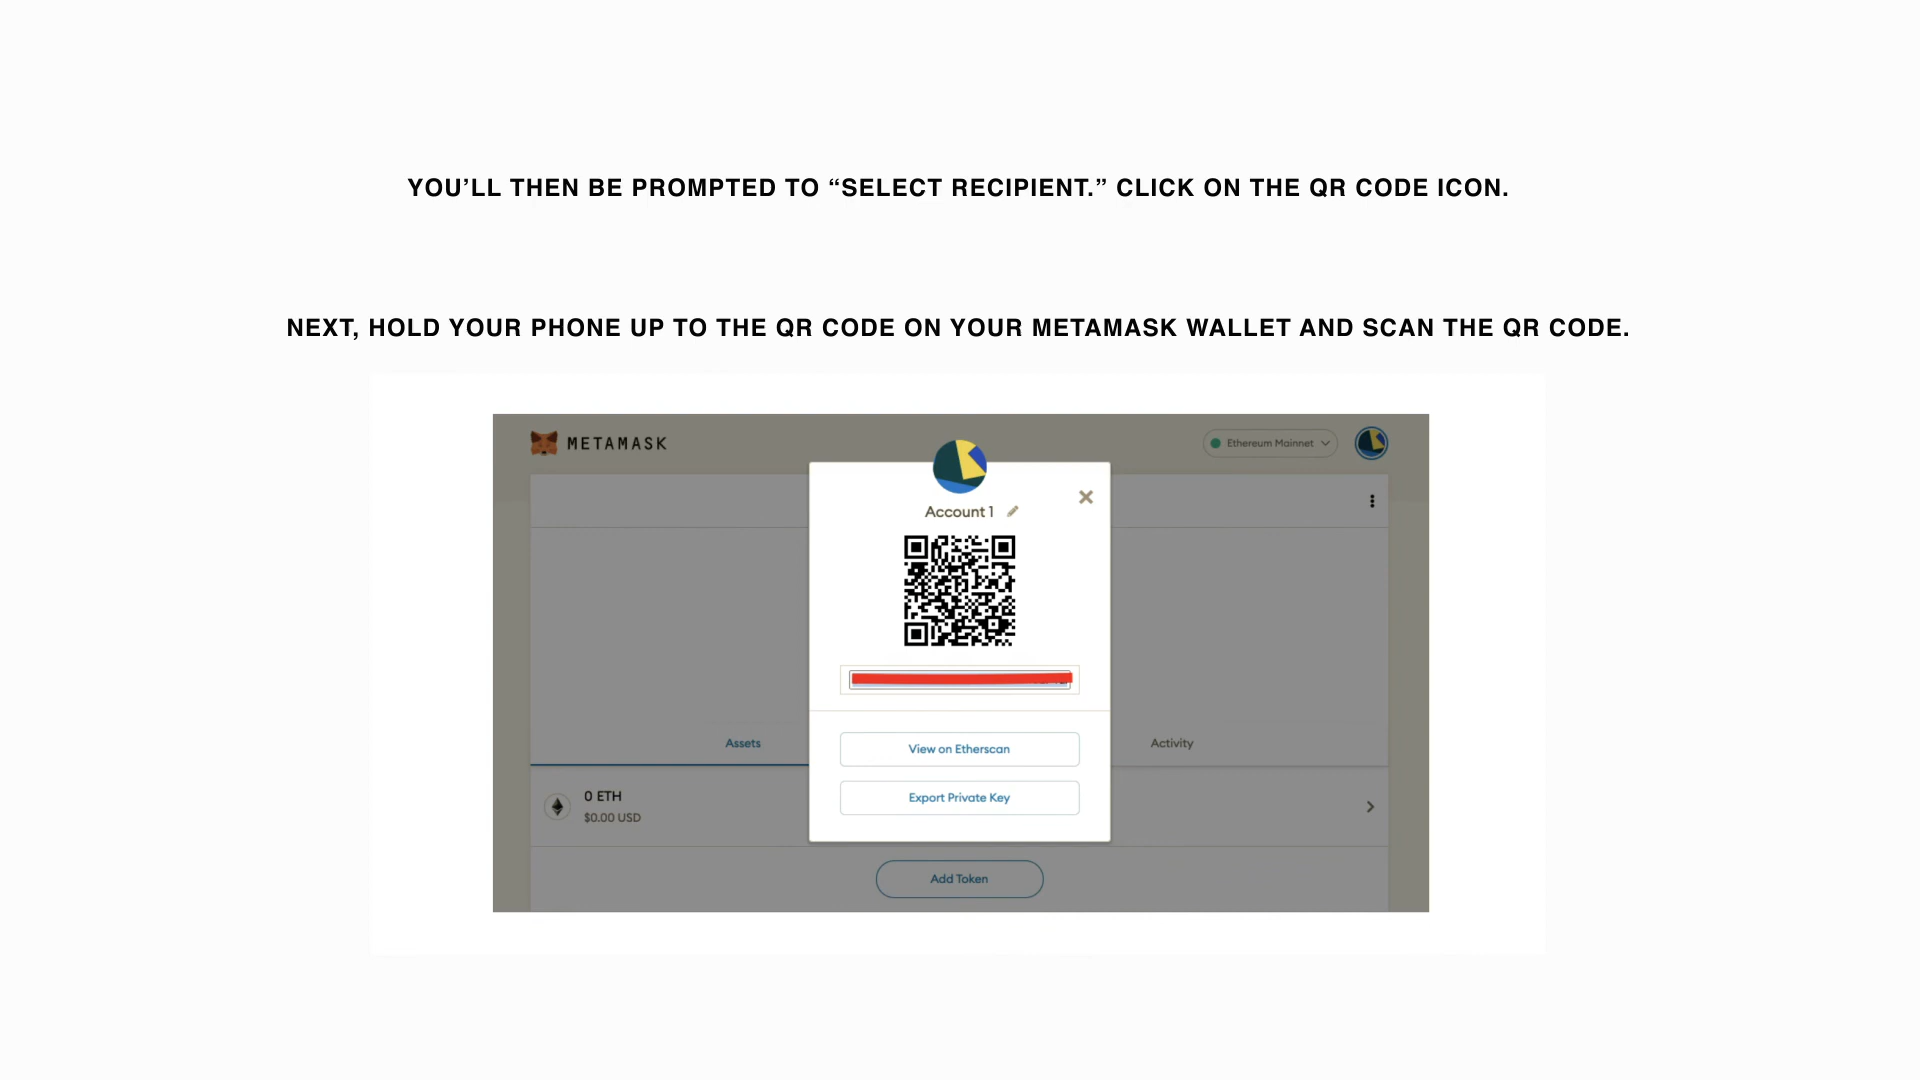 YOU’LL THEN BE PROMPTED TO “SELECT RECIPIENT.” CLICK ON THE QR CODE ICON.
NEXT, HOLD YOUR PHONE UP TO THE QR CODE ON YOUR METAMASK WALLET AND SCAN THE QR CODE.
METAMASK
Ethereum Mainnet
Account 1
View on Etherscan
Assets
Activity
Export Private Key
0 ETH
$0.00 USD
Add Token